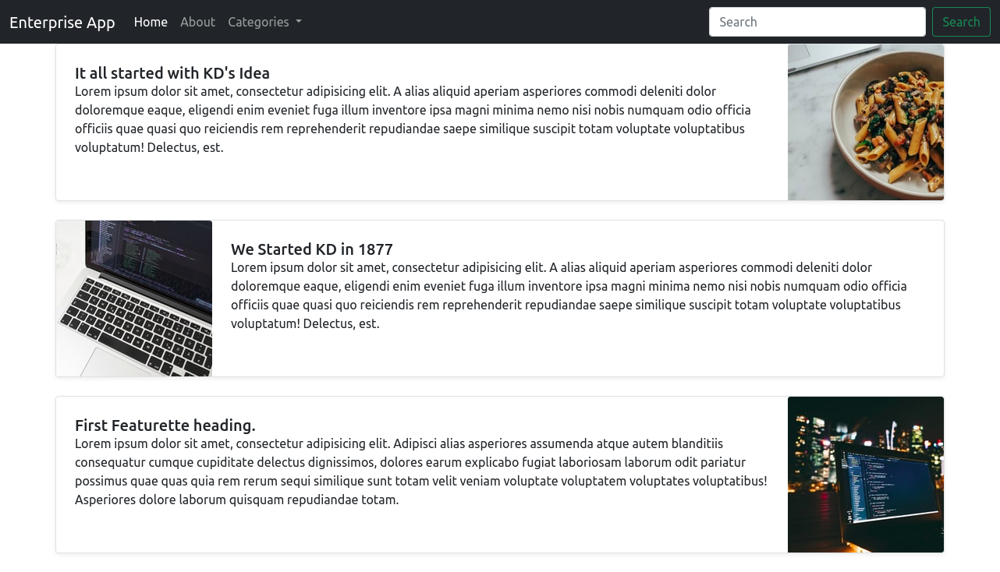 Enterprise App Home About Categories Search Search
It all started with KD's Idea
Lorem ipsum dolor sit amet, consectetur adipisicing elit. A alias aliquid aperiam asperiores commodi deleniti dolor
doloremque eaque, eligendi enim eveniet fuga illum inventore ipsa magni minima nemo nisi nobis numquam odio officia
officiis quae quasi quo reiciendis rem reprehenderit repudiandae saepe similique suscipit totam voluptate voluptatibus
voluptatum! Delectus, est.
We Started KD in 1877
Lorem ipsum dolor sit amet, consectetur adipisicing elit. A alias aliquid aperiam asperiores commodi deleniti dolor
doloremque eaque, eligendi enim eveniet fuga illum inventore ipsa magni minima nemo nisi nobis numquam odio officia
officiis quae quasi quo reiciendis rem reprehenderit repudiandae saepe similique suscipit totam voluptate voluptatibus
voluptatum! Delectus, est.
First Featurette heading.
Lorem ipsum dolor sit amet, consectetur adipisicing elit. Adipisci alias asperiores assumenda atque autem blanditiis
consequatur cumque cupiditate delectus dignissimos, dolores earum explicabo fugiat laboriosam laborum odit pariatur
possimus quae quas quia rem rerum sequi similique sunt totam velit veniam voluptate voluptatem voluptates voluptatibus!
Asperiores dolore laborum quisquam repudiandae totam.